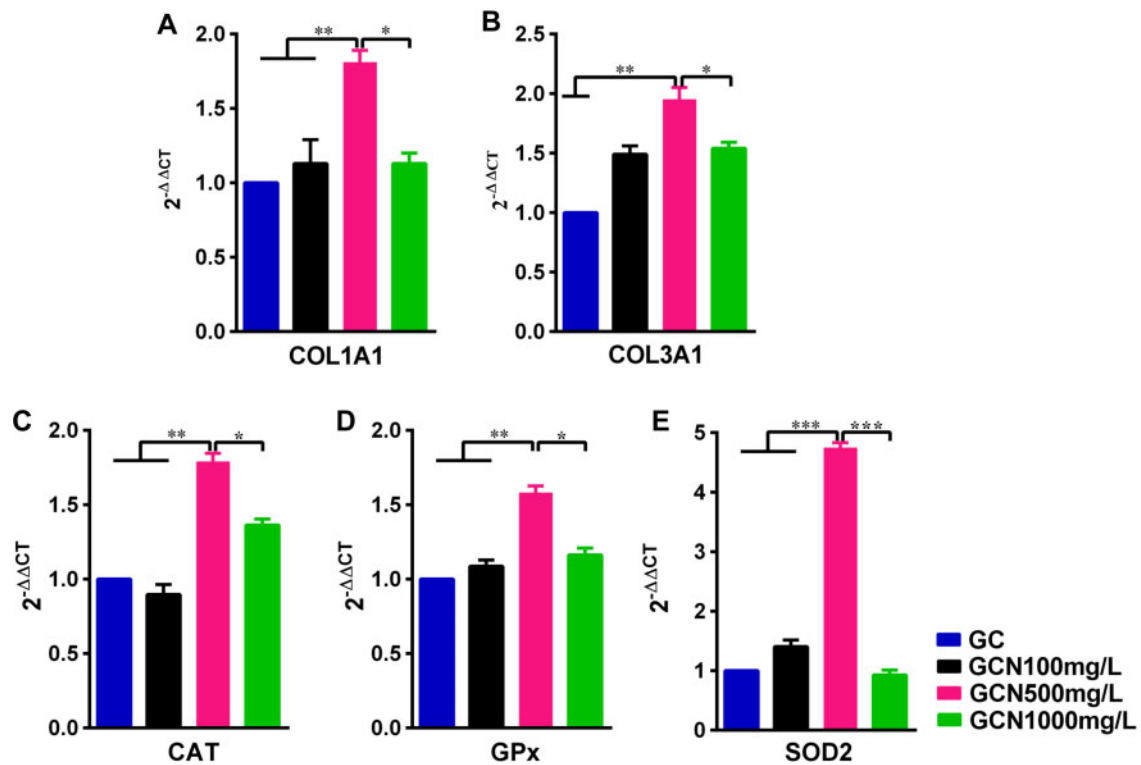 A
2.0
1.5
1.0
0.5
0.0
2^-ΔΔCT
**
*
COL1A1
B
2.5
2.0
1.5
1.0
0.5
0.0
2^-ΔΔCT
**
*
COL3A1
C
2.0
1.5
1.0
0.5
0.0
2^-ΔΔCT
**
*
CAT
D
2.0
1.5
1.0
0.5
0.0
2^-ΔΔCT
**
*
GPx
E
5
4
3
2
1
0
2^-ΔΔCT
***
***
SOD2
GC
GCN100mg/L
GCN500mg/L
GCN1000mg/L